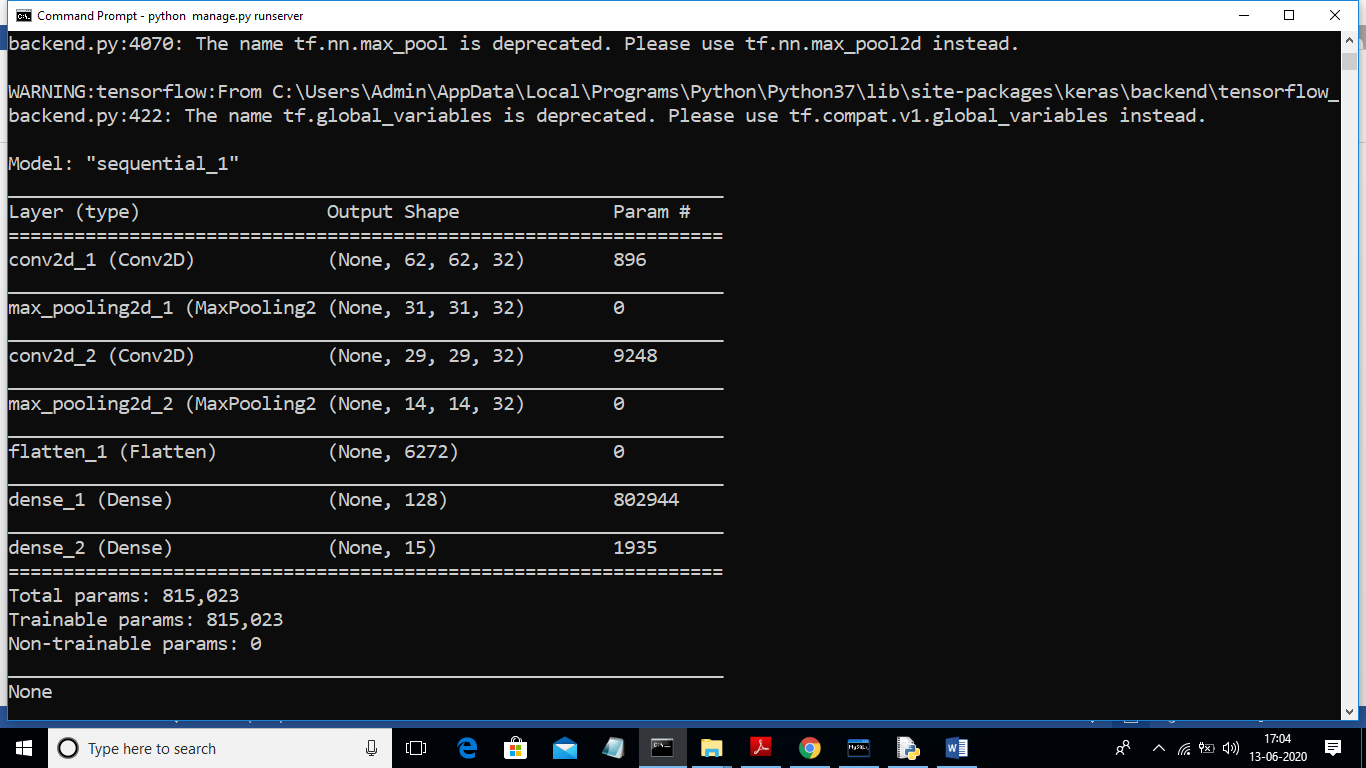 Command Prompt - python  manage.py runserver
backend.py:4070: The name tf.nn.max_pool is deprecated. Please use tf.nn.max_pool2d instead.
WARNING:tensorflow:From C:\Users\Admin\AppData\Local\Programs\Python\Python37\lib\site-packages\keras\backend\tensorflow_
backend.py:422: The name tf.global_variables is deprecated. Please use tf.compat.v1.global_variables instead.
Model: "sequential_1"
Layer (type) Output Shape Param #
=================================================================
conv2d_1 (Conv2D) (None, 62, 62, 32) 896
max_pooling2d_1 (MaxPooling2 (None, 31, 31, 32) 0
conv2d_2 (Conv2D) (None, 29, 29, 32) 9248
max_pooling2d_2 (MaxPooling2 (None, 14, 14, 32) 0
flatten_1 (Flatten) (None, 6272) 0
dense_1 (Dense) (None, 128) 802944
dense_2 (Dense) (None, 15) 1935
=================================================================
Total params: 815,023
Trainable params: 815,023
Non-trainable params: 0
None
Type here to search
MySQL
17:04
13-06-2020